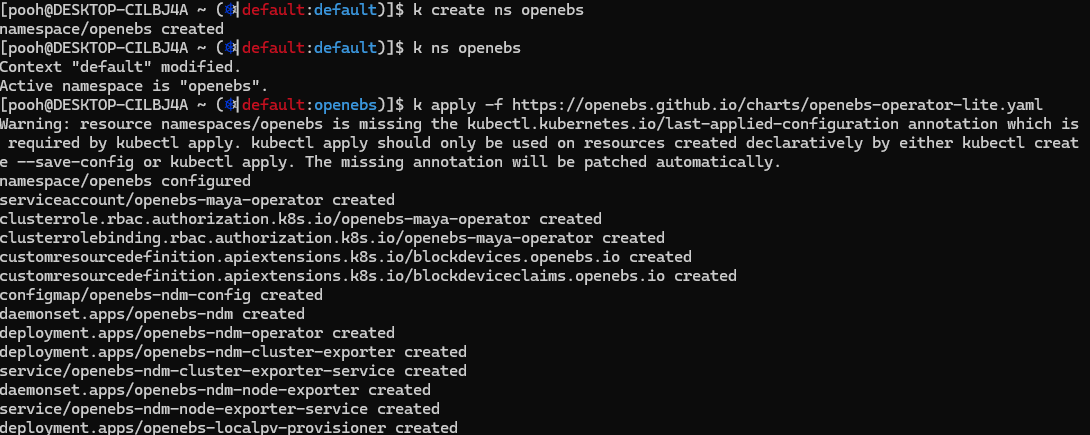 [pooh@DESKTOP-CILBJ4A ~ (⎈|default:default)]$ k create ns openebs
namespace/openebs created
[pooh@DESKTOP-CILBJ4A ~ (⎈|default:default)]$ k ns openebs
Context "default" modified.
Active namespace is "openebs".
[pooh@DESKTOP-CILBJ4A ~ (⎈|default:openebs)]$ k apply -f https://openebs.github.io/charts/openebs-operator-lite.yaml
Warning: resource namespaces/openebs is missing the kubectl.kubernetes.io/last-applied-configuration annotation which is
 required by kubectl apply. kubectl apply should only be used on resources created declaratively by either kubectl creat
e --save-config or kubectl apply. The missing annotation will be patched automatically.
namespace/openebs configured
serviceaccount/openebs-maya-operator created
clusterrole.rbac.authorization.k8s.io/openebs-maya-operator created
clusterrolebinding.rbac.authorization.k8s.io/openebs-maya-operator created
customresourcedefinition.apiextensions.k8s.io/blockdevices.openebs.io created
customresourcedefinition.apiextensions.k8s.io/blockdeviceclaims.openebs.io created
configmap/openebs-ndm-config created
daemonset.apps/openebs-ndm created
deployment.apps/openebs-ndm-operator created
deployment.apps/openebs-ndm-cluster-exporter created
service/openebs-ndm-cluster-exporter-service created
daemonset.apps/openebs-ndm-node-exporter created
service/openebs-ndm-node-exporter-service created
deployment.apps/openebs-localpv-provisioner created